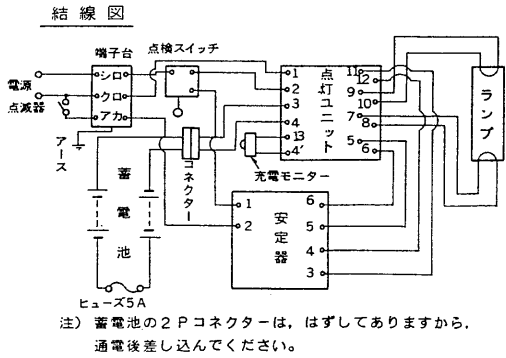 結線図
端子台
点検スイッチ
電源
点滅器
シロ
クロ
アカ
アース
蓄電池
ヒューズ5A
コネクター
充電モニター
点灯ユニット
1
2
3
4
13
4'
11
12
9
10
7
8
5
6
ランプ
安定器
1
2
6
5
4
3
注) 蓄電池の2Pコネクターは,はずしてありますから,
通電後差し込んでください。